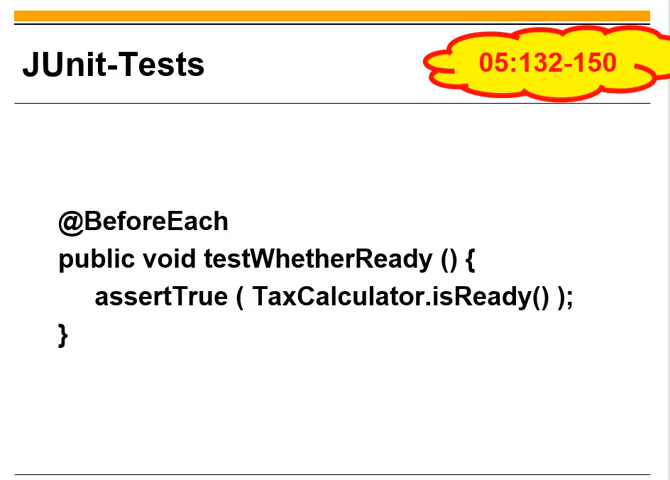 JUnit-Tests
05:132-150
@BeforeEach
public void testWhetherReady () {
assertTrue ( TaxCalculator.isReady() );
}